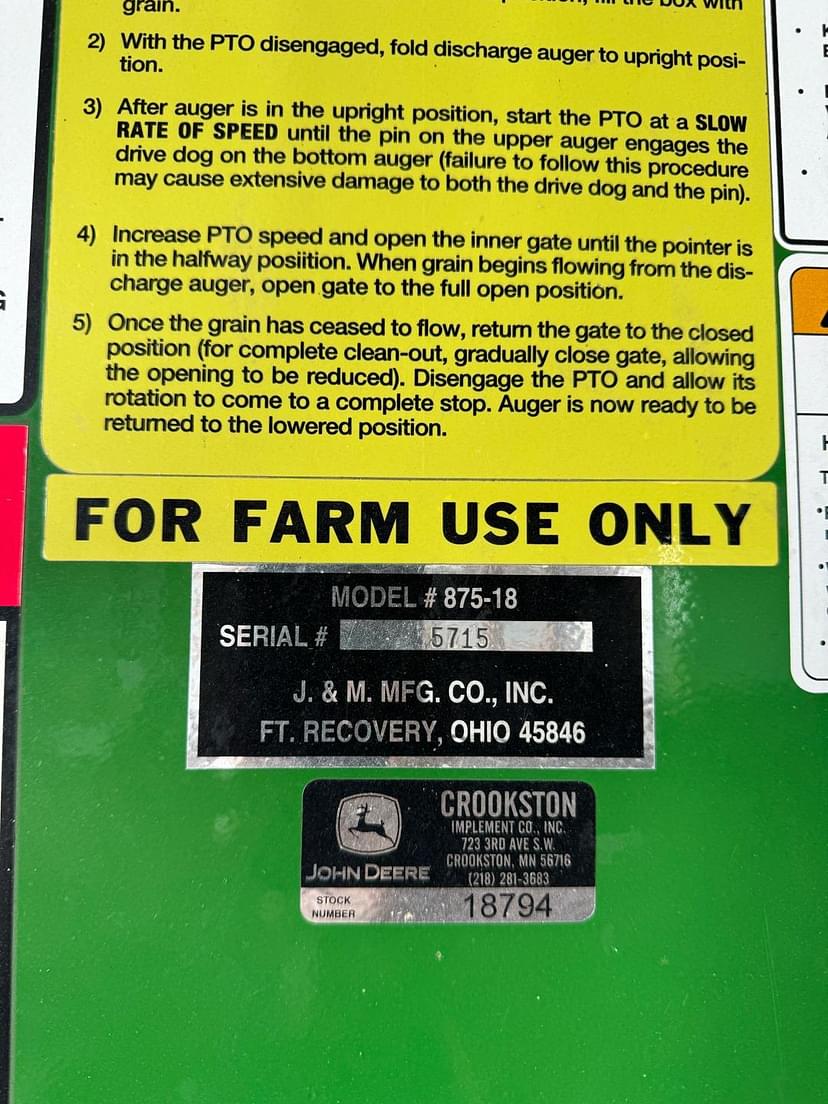 grain.
the box with
2) With the PTO disengaged, fold discharge auger to upright posi-
tion.
3) After auger is in the upright position, start the PTO at a SLOW
RATE OF SPEED until the pin on the upper auger engages the
drive dog on the bottom auger (failure to follow this procedure
may cause extensive damage to both the drive dog and the pin).
4) Increase PTO speed and open the inner gate until the pointer is
in the halfway posiition. When grain begins flowing from the dis-
charge auger, open gate to the full open position.
5) Once the grain has ceased to flow, return the gate to the closed
position (for complete clean-out, gradually close gate, allowing
the opening to be reduced). Disengage the PTO and allow its
rotation to come to a complete stop. Auger is now ready to be
returned to the lowered position.
FOR FARM USE ONLY
MODEL # 875-18
SERIAL # 5715
J. & M. MFG. CO., INC.
FT. RECOVERY, OHIO 45846
JOHN DEERE
CROOKSTON
IMPLEMENT CO., INC.
723 3RD AVE S.W.
CROOKSTON, MN 56716
(218) 281-3683
STOCK
NUMBER
18794